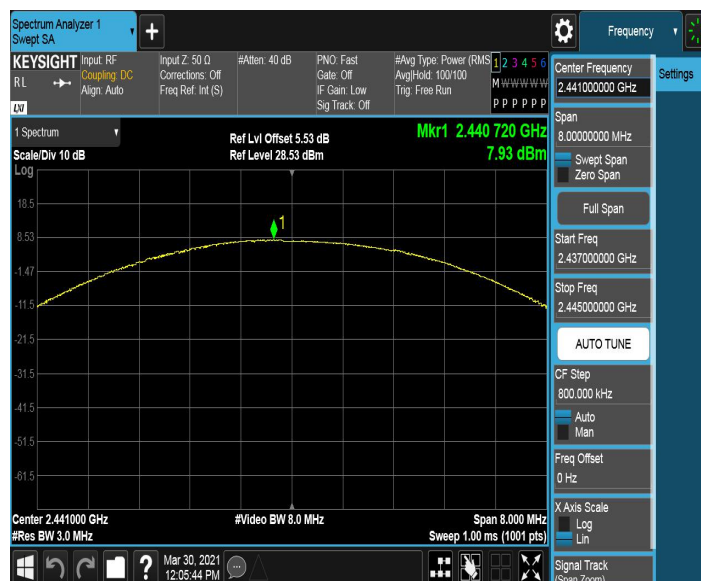 Spectrum Analyzer 1
Swept SA
+
Frequency
KEYSIGHT
RL
LXI
Input: RF
Coupling: DC
Align: Auto
Input Z: 50 Ω
Corrections: Off
Freq Ref: Int (S)
#Atten: 40 dB
PNO: Fast
Gate: Off
IF Gain: Low
Sig Track: Off
#Avg Type: Power (RMS
Avg|Hold: 100/100
Trig: Free Run
1 2 3 4 5 6
M W W W W W
P P P P P P
Center Frequency
2.441000000 GHz
Settings
Span
8.00000000 MHz
Swept Span
Zero Span
Full Span
Start Freq
2.437000000 GHz
Stop Freq
2.445000000 GHz
AUTO TUNE
CF Step
800.000 kHz
Auto
Man
Freq Offset
0 Hz
X Axis Scale
Log
Lin
Signal Track
(Span Zoom)
1 Spectrum
Scale/Div 10 dB
Log
Ref Lvl Offset 5.53 dB
Ref Level 28.53 dBm
Mkr1 2.440 720 GHz
7.93 dBm
1
18.5
8.53
-1.47
-11.5
-21.5
-31.5
-41.5
-51.5
-61.5
Center 2.441000 GHz
#Res BW 3.0 MHz
#Video BW 8.0 MHz
Span 8.000 MHz
Sweep 1.00 ms (1001 pts)
?
Mar 30, 2021
12:05:44 PM